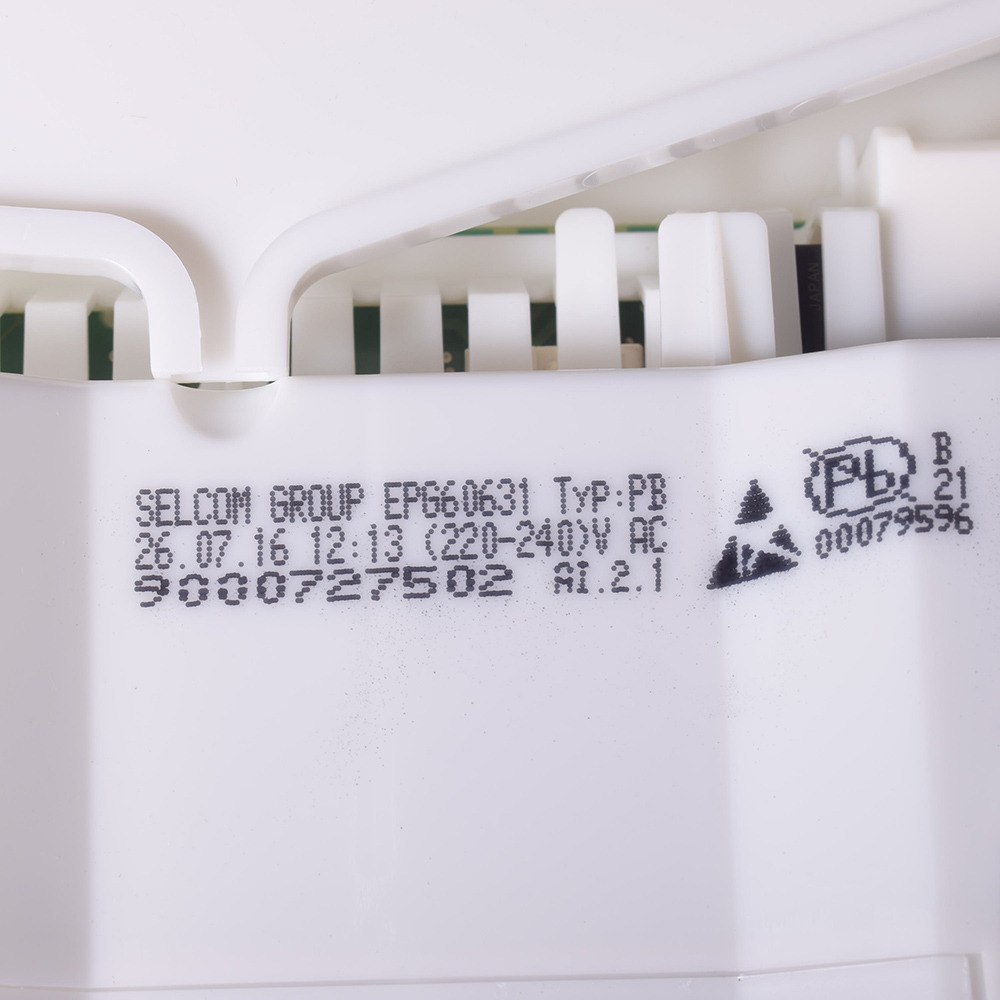 SELCOM GROUP EPG60631 Typ:PB
26.07.16 12:13 (220-240)V AC
9000727502 AI.2.1
Pb
B
21
00079596
JAPAN